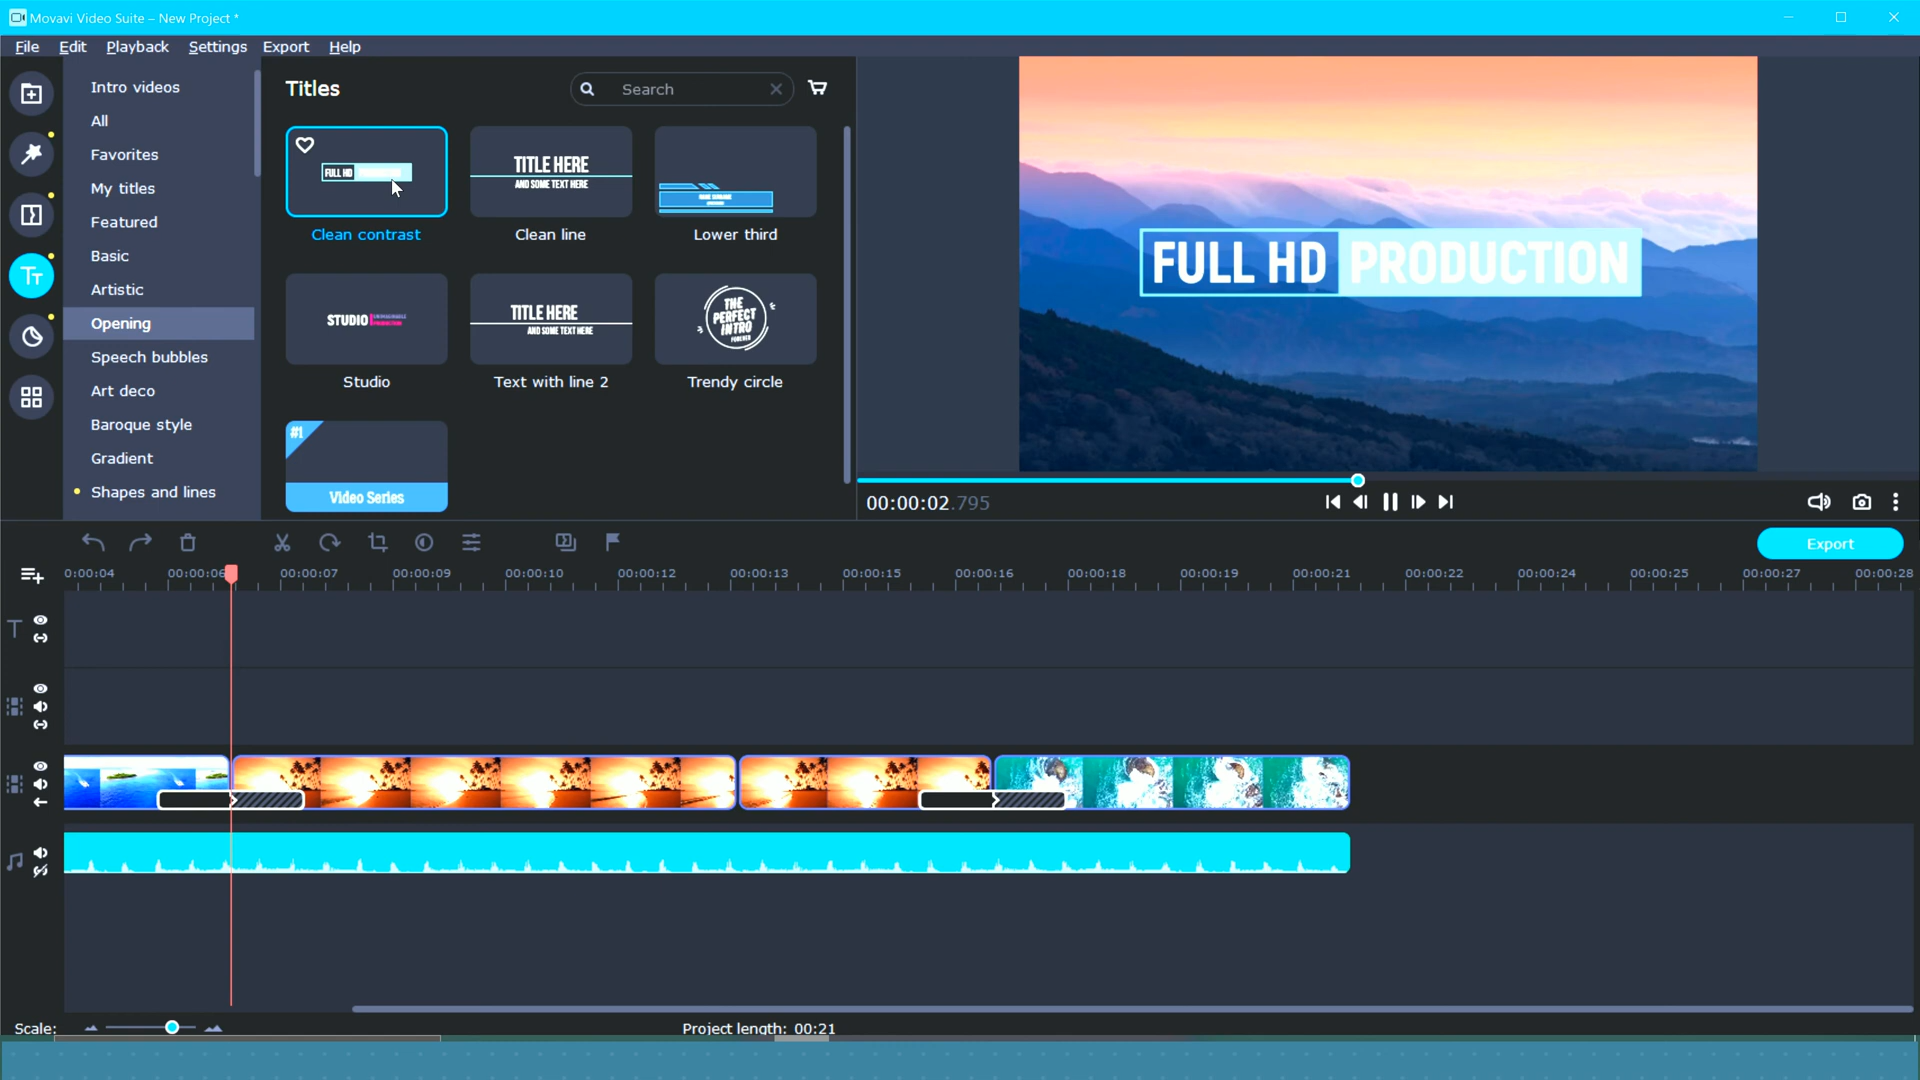 Movavi Video Suite – New Project *
File Edit Playback Settings Export Help
Intro videos
All
Favorites
My titles
Featured
Basic
Artistic
Opening
Speech bubbles
Art deco
Baroque style
Gradient
Shapes and lines
Titles
Search
FULL HD
Clean contrast
TITLE HERE
AND SOME TEXT HERE
Clean line
Lower third
STUDIO
Studio
TITLE HERE
AND SOME TEXT HERE
Text with line 2
THE
PERFECT
INTRO
FOREVER
Trendy circle
#1
Video Series
FULL HD PRODUCTION
00:00:02.795
Export
0:00:04 00:00:06 00:00:07 00:00:09 00:00:10 00:00:12 00:00:13 00:00:15 00:00:16 00:00:18 00:00:19 00:00:21 00:00:22 00:00:24 00:00:25 00:00:27 00:00:28
Scale:
Project length: 00:21